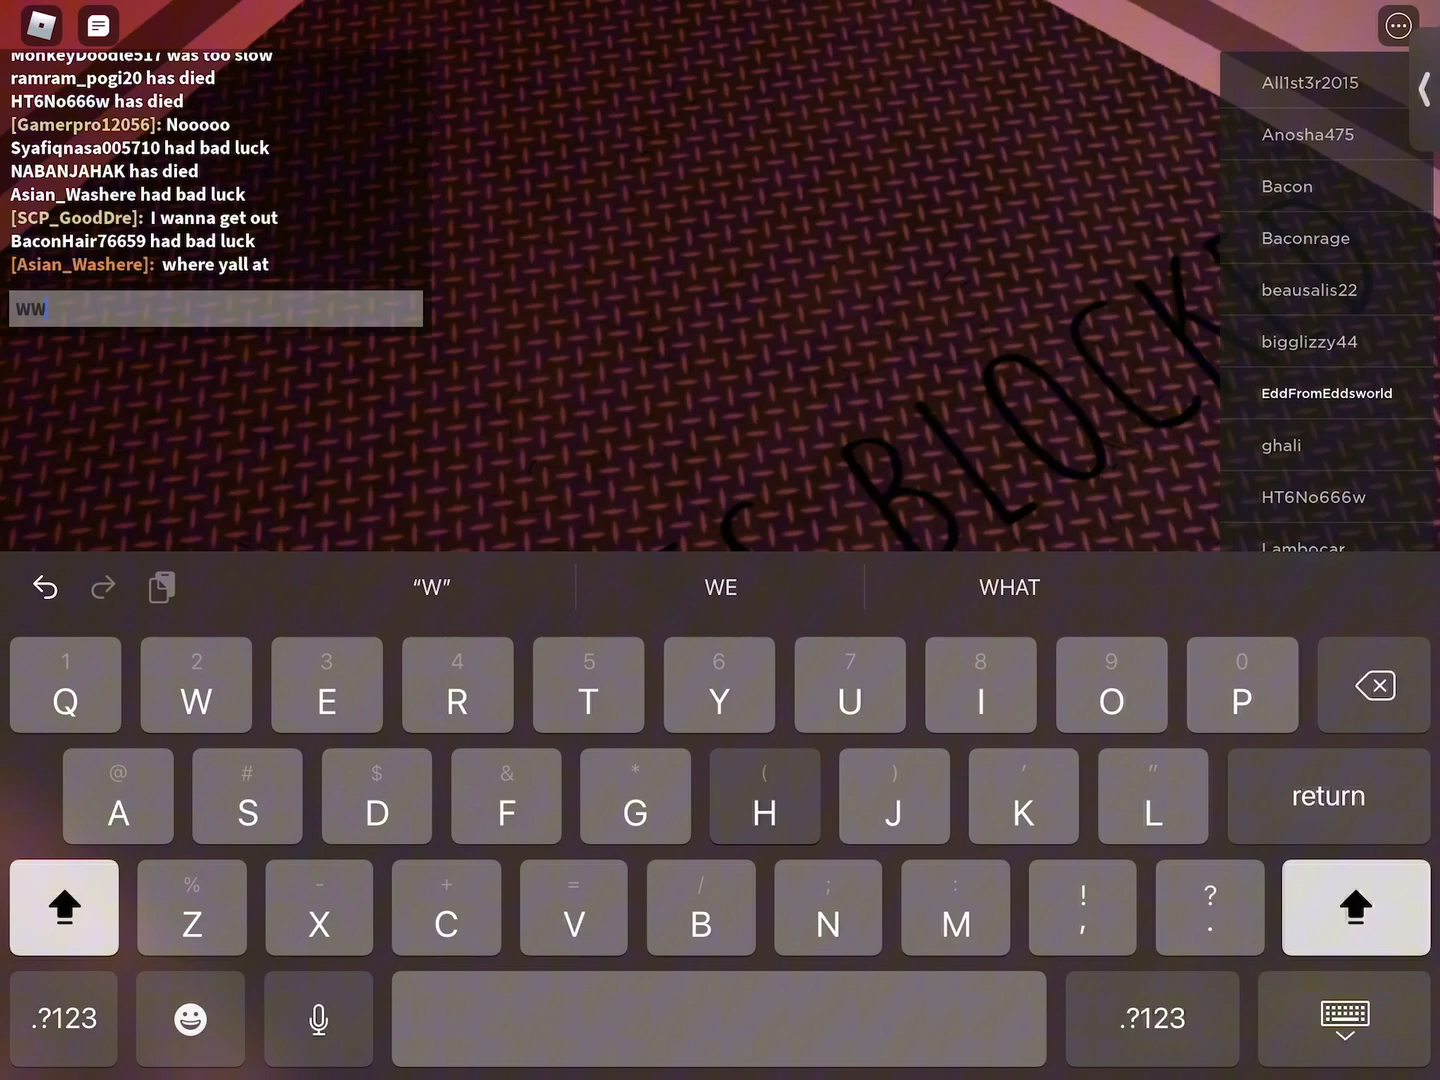 MonkeyDoodle517 was too slow
ramram_pogi20 has died
HT6No666w has died
[Gamerpro12056]: Nooooo
Syafiqnasa005710 had bad luck
NABANJAHAK has died
Asian_Washere had bad luck
[SCP_GoodDre]: I wanna get out
BaconHair76659 had bad luck
[Asian_Washere]: where yall at
WW
All1st3r2015
Anosha475
Bacon
Baconrage
beausalis22
bigglizzy44
EddFromEddsworld
ghali
HT6No666w
Lambocar
BLOCK
“W” WE WHAT
1 2 3 4 5 6 7 8 9 0
Q W E R T Y U I O P
@ # $ & * ( ) ' "
A S D F G H J K L return
% - + = / ; : ! ?
Z X C V B N M , .
.?123 .?123